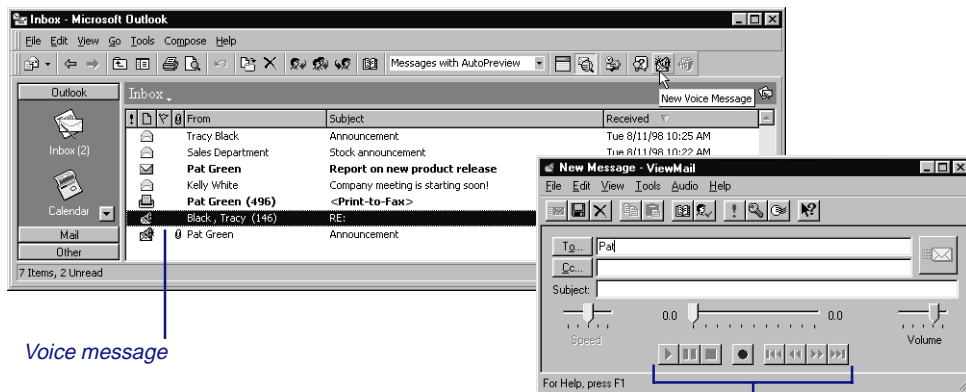 Inbox - Microsoft Outlook
File Edit View Go Tools Compose Help
Messages with AutoPreview
New Voice Message
Outlook
Inbox (2)
Calendar
Mail
Other
Inbox
! From Subject Received
Tracy Black Announcement Tue 8/11/98 10:25 AM
Sales Department Stock announcement Tue 8/11/98 10:22 AM
Pat Green Report on new product release
Kelly White Company meeting is starting soon!
Pat Green (496) <Print-to-Fax>
Black , Tracy (146) RE:
Pat Green Announcement
7 Items, 2 Unread
Voice message
New Message - ViewMail
File Edit View Tools Audio Help
To... Pat
Cc...
Subject:
Speed
0.0 0.0
Volume
For Help, press F1